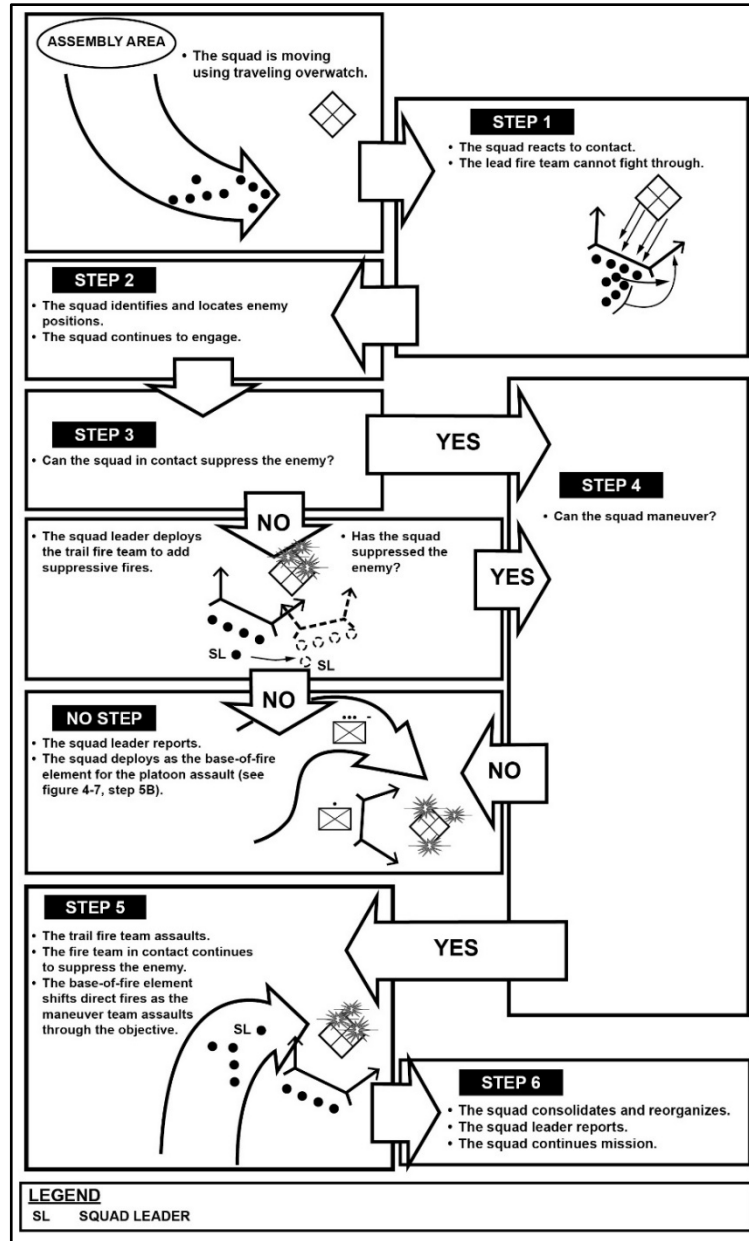 ASSEMBLY AREA
• The squad is moving
using traveling overwatch.
STEP 1
• The squad reacts to contact.
• The lead fire team cannot fight through.
STEP 2
• The squad identifies and locates enemy
positions.
• The squad continues to engage.
STEP 3
• Can the squad in contact suppress the enemy?
YES
STEP 4
• Can the squad maneuver?
NO
• The squad leader deploys
the trail fire team to add
suppressive fires.
• Has the squad
suppressed the
enemy?
YES
SL
SL
NO
NO STEP
• The squad leader reports.
• The squad deploys as the base-of-fire
element for the platoon assault (see
figure 4-7, step 5B).
NO
STEP 5
• The trail fire team assaults.
• The fire team in contact continues
to suppress the enemy.
• The base-of-fire element
shifts direct fires as the
maneuver team assaults
through the objective.
YES
SL
STEP 6
• The squad consolidates and reorganizes.
• The squad leader reports.
• The squad continues mission.
LEGEND
SL SQUAD LEADER